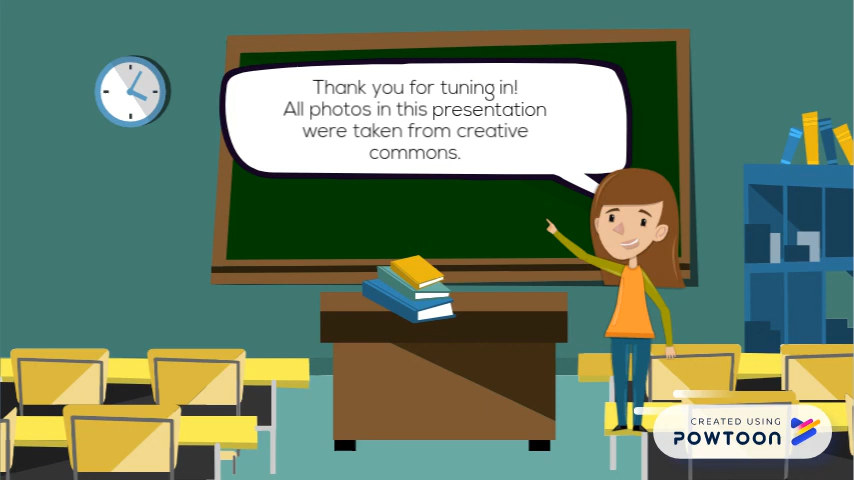 Thank you for tuning in!
All photos in this presentation
were taken from creative
commons.
CREATED USING
POWTOON